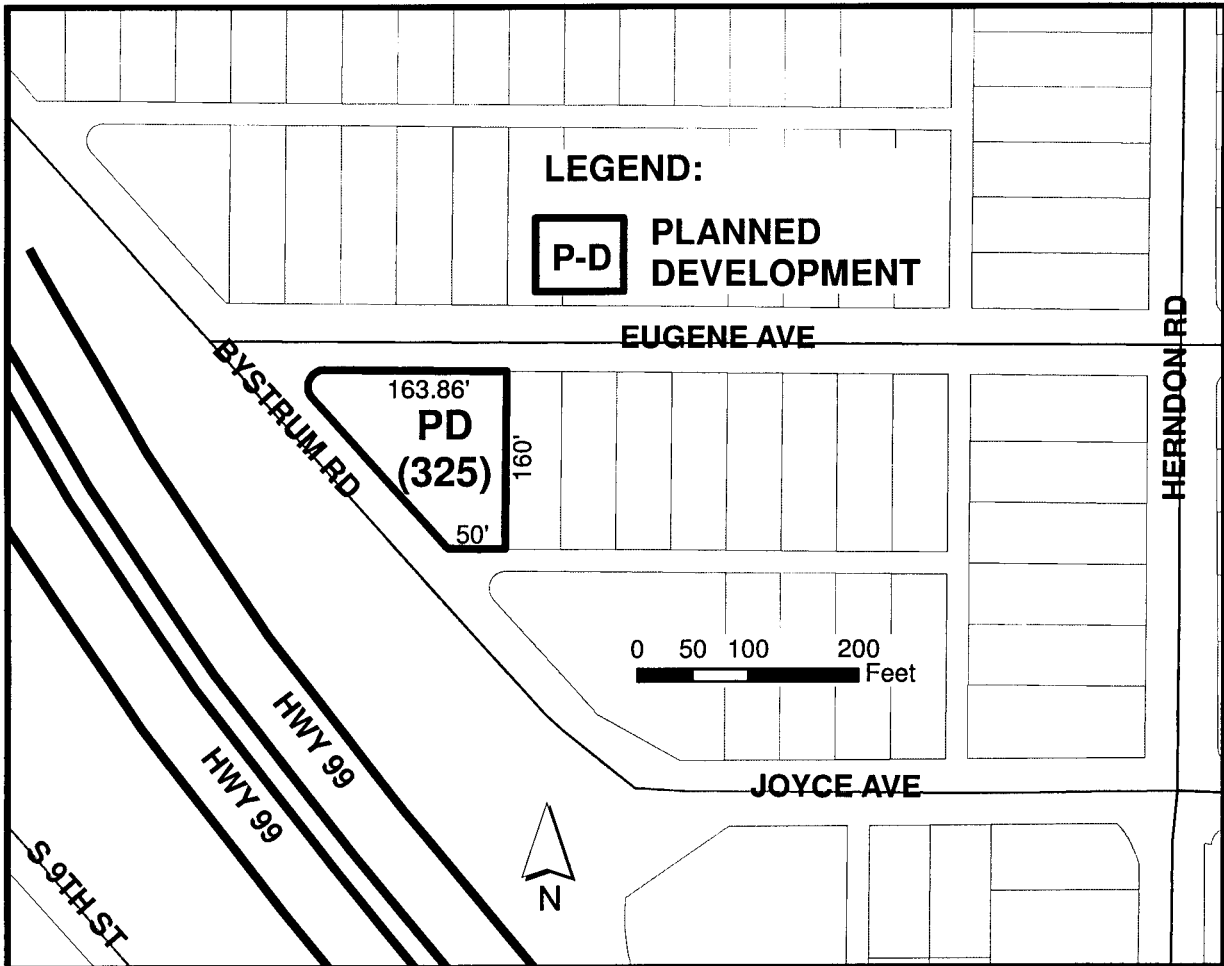 LEGEND:
P-D
PLANNED
DEVELOPMENT
EUGENE AVE
HERNDON RD
BYSTRUM RD
163.86'
PD
(325)
160'
50'
0 50 100 200
Feet
HWY 99
HWY 99
JOYCE AVE
S 9TH ST
N